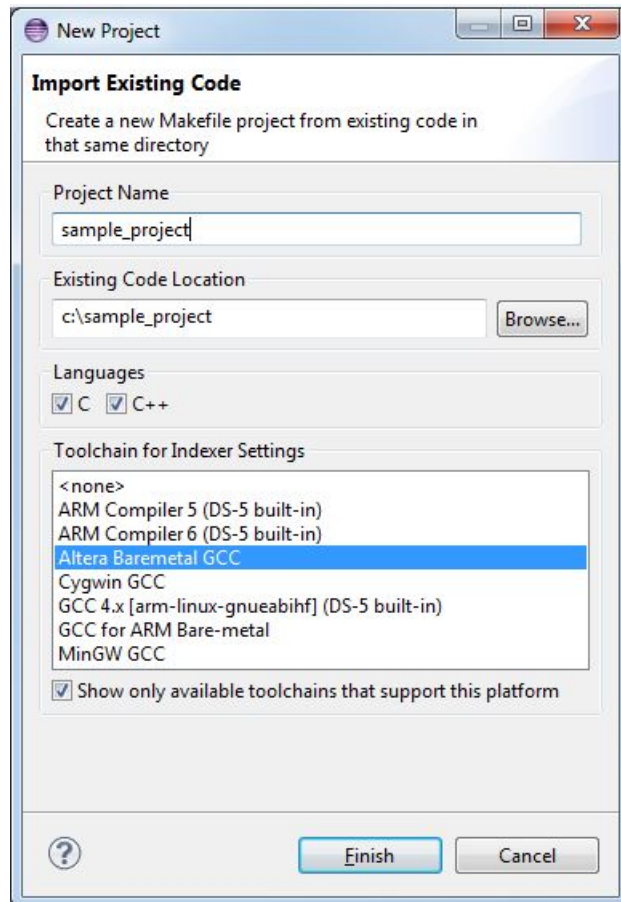 New Project
Import Existing Code
Create a new Makefile project from existing code in
that same directory
Project Name
sample_project
Existing Code Location
c:\sample_project
Browse...
Languages
C C++
Toolchain for Indexer Settings
<none>
ARM Compiler 5 (DS-5 built-in)
ARM Compiler 6 (DS-5 built-in)
Altera Baremetal GCC
Cygwin GCC
GCC 4.x [arm-linux-gnueabihf] (DS-5 built-in)
GCC for ARM Bare-metal
MinGW GCC
Show only available toolchains that support this platform
?
Finish
Cancel